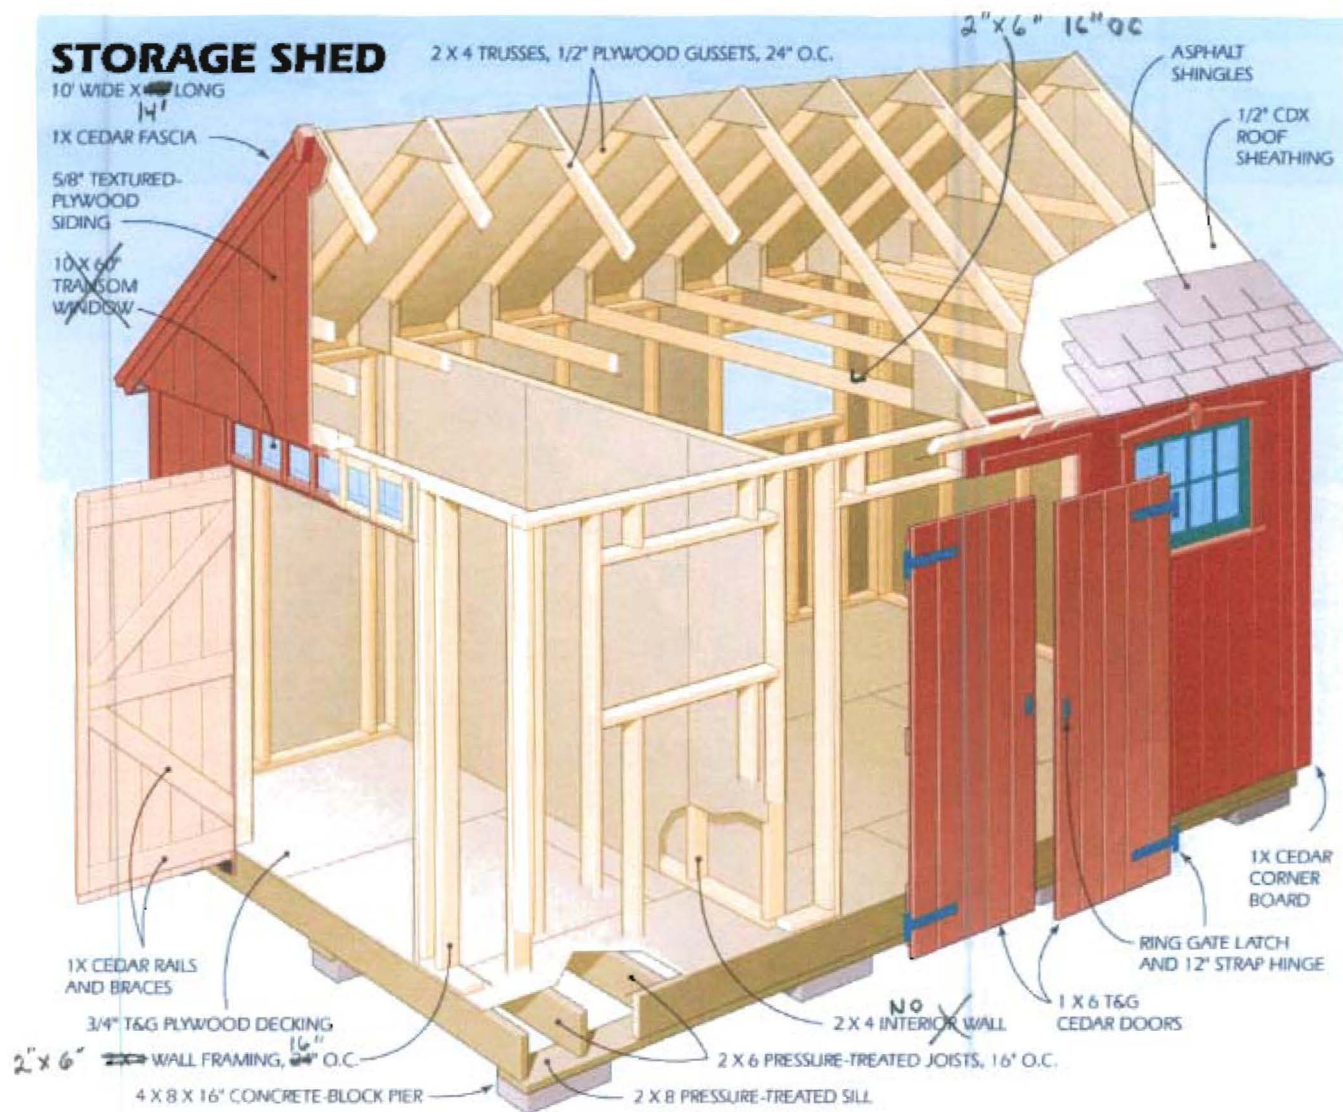 2"x6" 16" OC
STORAGE SHED
10' WIDE X LONG
14'
2 X 4 TRUSSES, 1/2" PLYWOOD GUSSETS, 24" O.C.
ASPHALT
SHINGLES
1/2" CDX
ROOF
SHEATHING
1X CEDAR FASCIA
5/8" TEXTURED-
PLYWOOD
SIDING
10 X 60"
TRANSOM
WINDOW
1X CEDAR
CORNER
BOARD
RING GATE LATCH
AND 12" STRAP HINGE
1 X 6 T&G
CEDAR DOORS
1X CEDAR RAILS
AND BRACES
3/4" T&G PLYWOOD DECKING
NO
2 X 4 INTERIOR WALL
16"
2"x6" 2X4 WALL FRAMING, 24" O.C.
2 X 6 PRESSURE-TREATED JOISTS, 16" O.C.
4 X 8 X 16" CONCRETE-BLOCK PIER
2 X 8 PRESSURE-TREATED SILL